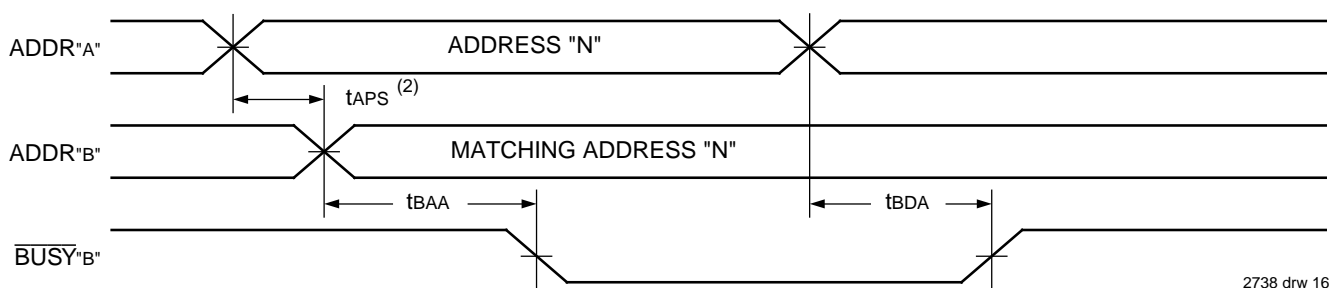 ADDR"A"
ADDRESS "N"
tAPS (2)
ADDR"B"
MATCHING ADDRESS "N"
tBAA
tBDA
BUSY"B"
2738 drw 16